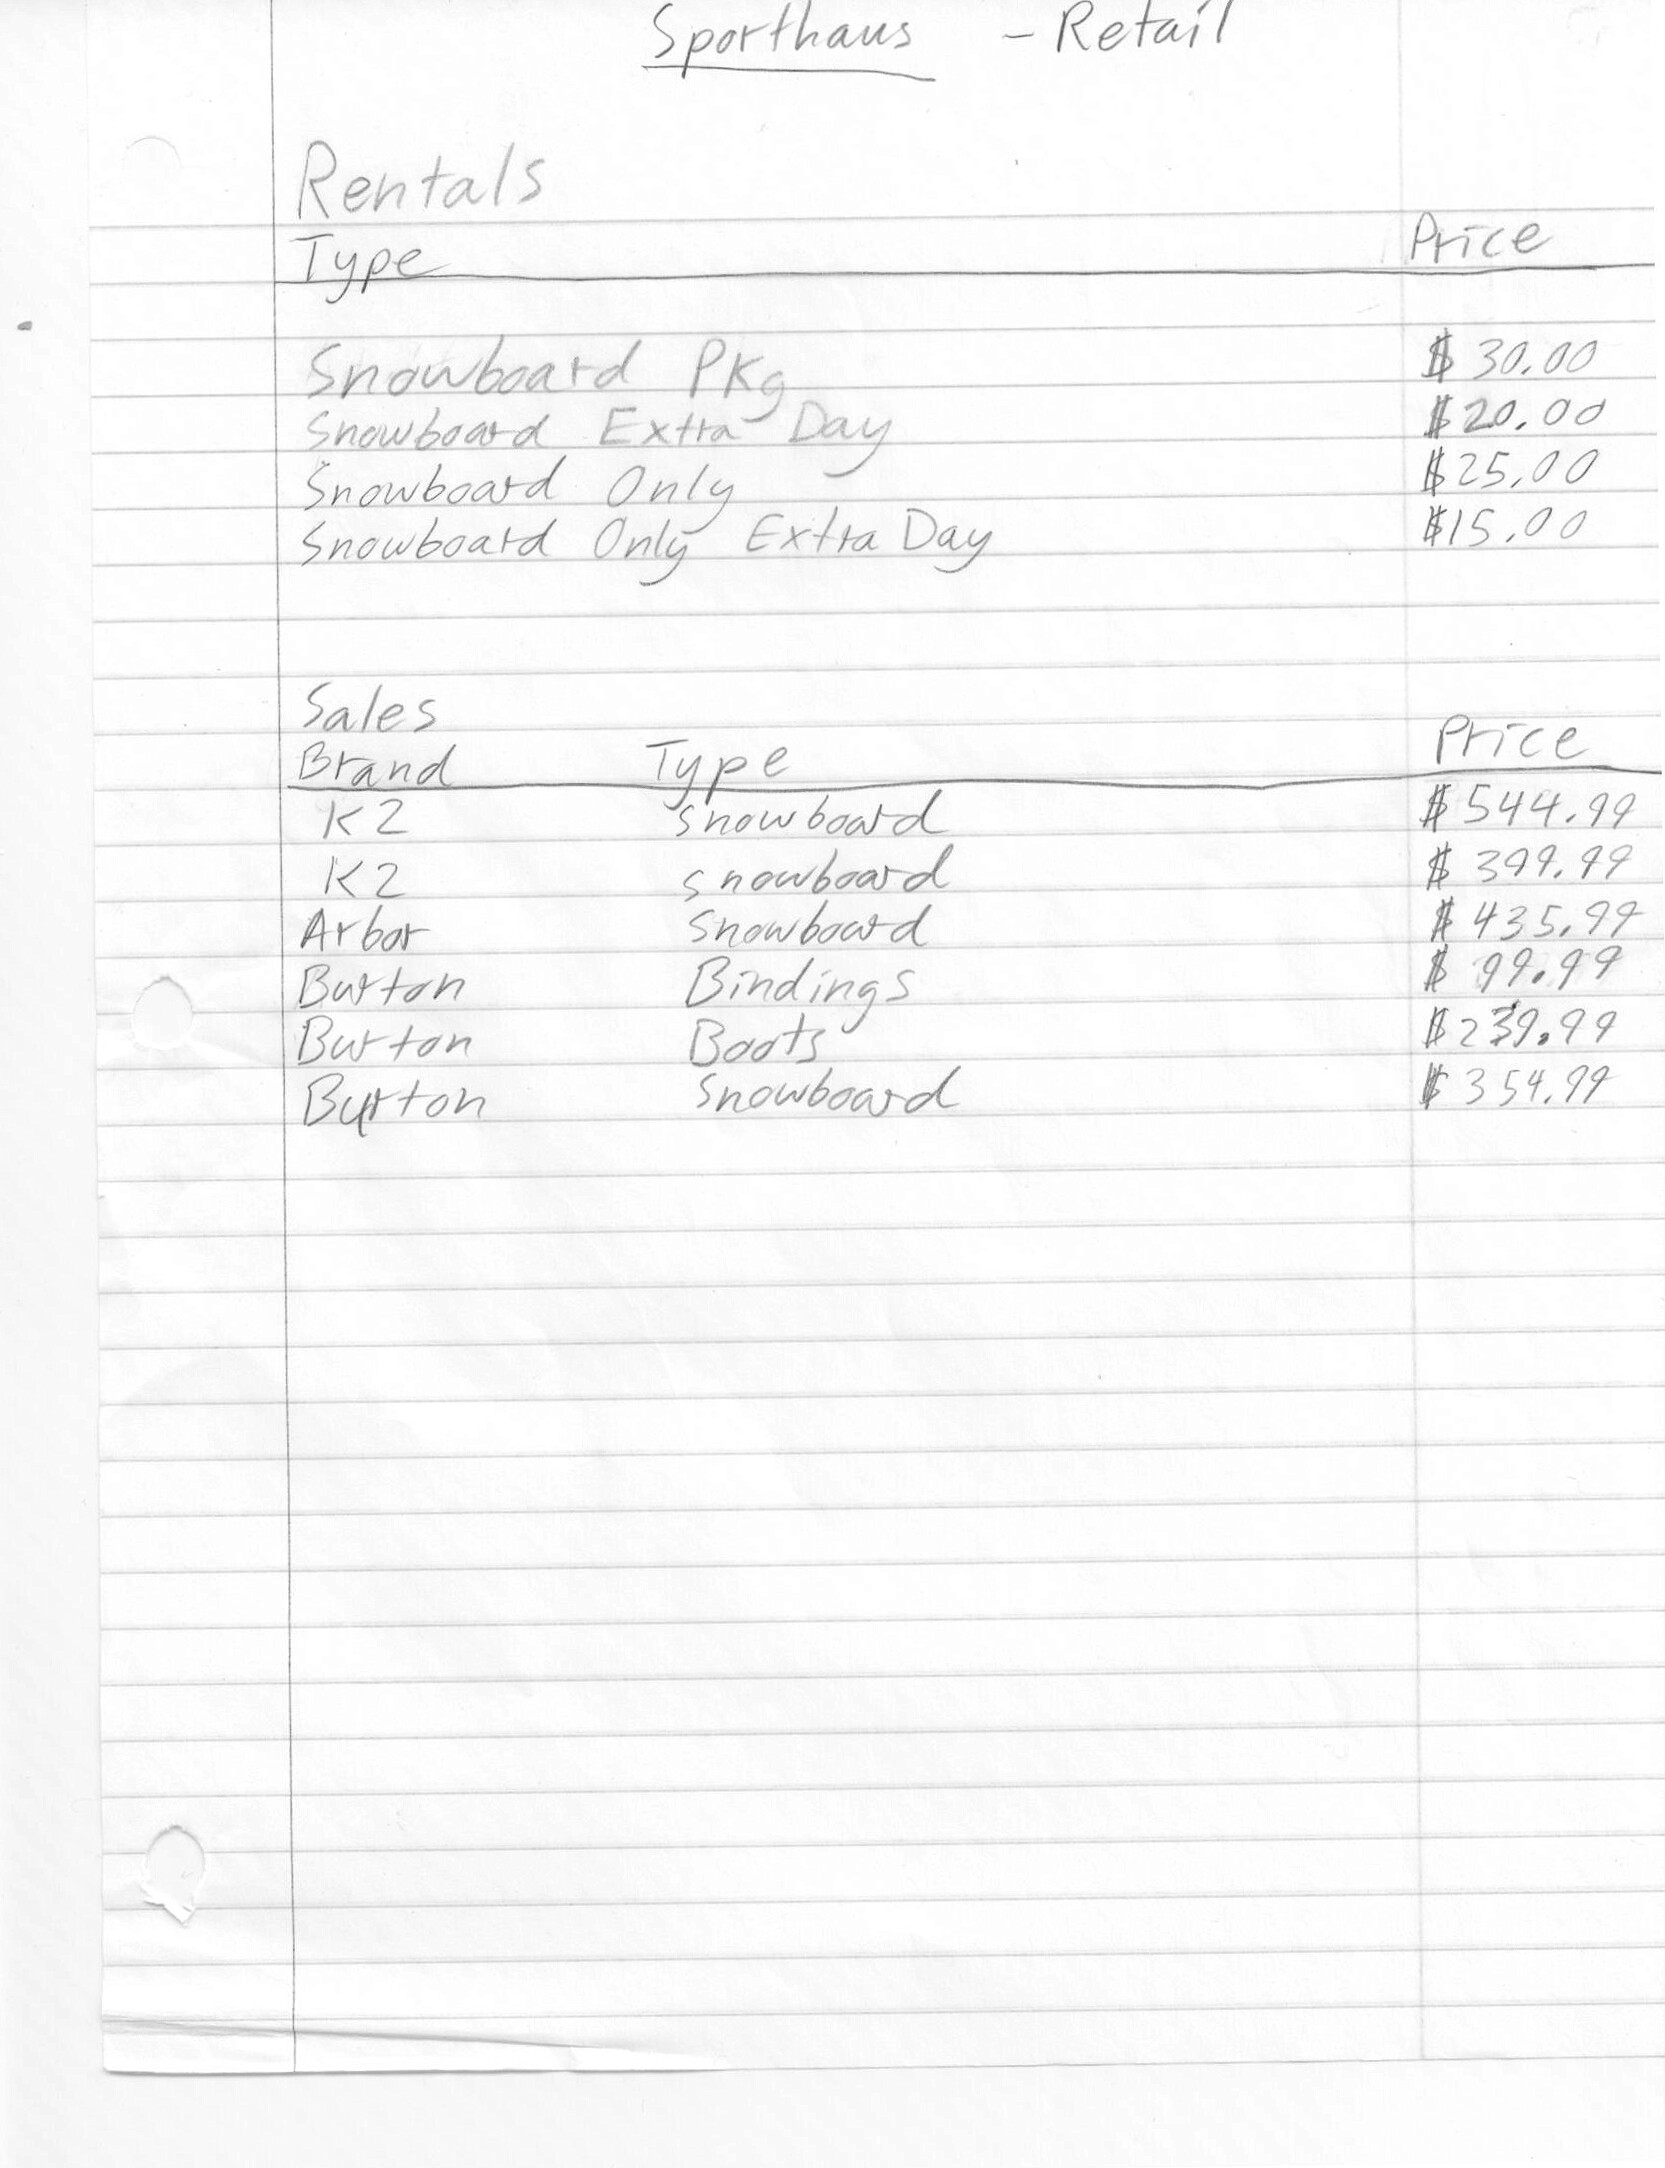 Sporthaus - Retail
Rentals
Type Price
Snowboard Pkg $30.00
Snowboard Extra Day $20.00
Snowboard Only $25.00
Snowboard Only Extra Day $15.00
Sales
Brand Type Price
K2 Snowboard $544.99
K2 snowboard $399.99
Arbor Snowboard $435.99
Burton Bindings $99.99
Burton Boots $239.99
Burton Snowboard $354.99